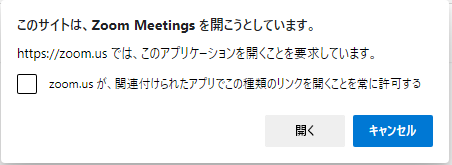 このサイトは、Zoom Meetings を開こうとしています。
https://zoom.us では、このアプリケーションを開くことを要求しています。
zoom.us が、関連付けられたアプリでこの種類のリンクを開くことを常に許可する
開く
キャンセル